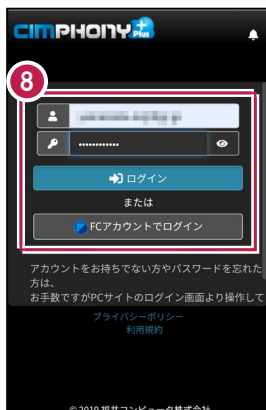 CIMPHONY Plus
8
••••••••••••
ログイン
または
FCアカウントでログイン
アカウントをお持ちでない方やパスワードを忘れた
方は、
お手数ですがPCサイトのログイン画面より操作して
プライバシーポリシー
利用規約
© 2019 福井コンピュータ株式会社